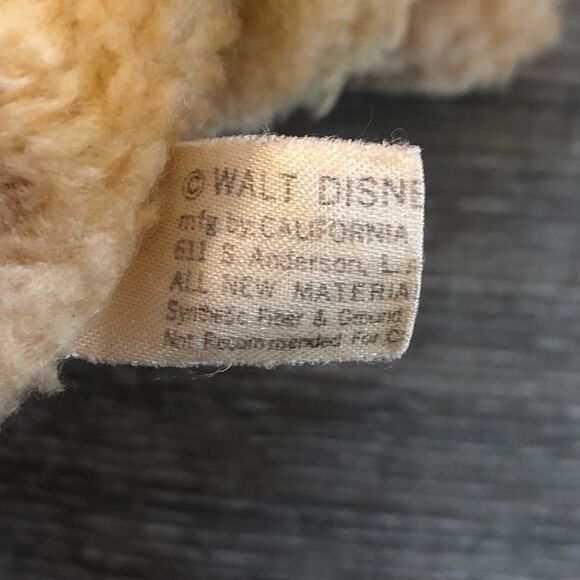 © WALT DISNE
mfg by: CALIFORNIA
611 S. Anderson, L.A
ALL NEW MATERIA
Synthetic Fiber & Ground
Not Recommended For C